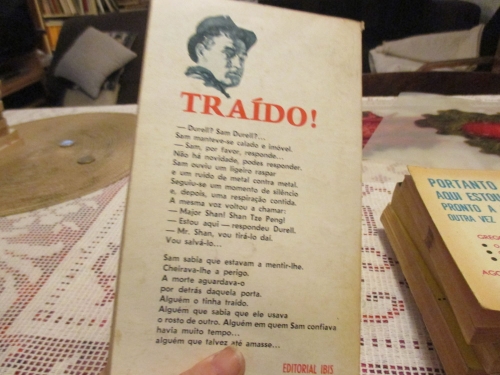 TRAÍDO!
— Durell? Sam Durell?...
Sam manteve-se calado e imóvel.
— Sam, por favor, responde...
Não há novidade, podes responder.
Sam ouviu um ligeiro raspar
e um ruído de metal contra metal.
Seguiu-se um momento de silêncio
e, depois, uma respiração contida.
A mesma voz voltou a chamar:
— Major Shan! Shan Tze Peng!
— Estou aqui — respondeu Durell.
— Mr. Shan, vou tirá-lo daí.
Vou salvá-lo...
Sam sabia que estavam a mentir-lhe.
Cheirava-lhe a perigo.
A morte aguardava-o
por detrás daquela porta.
Alguém o tinha traído.
Alguém que sabia que ele usava
o rosto de outro. Alguém em quem Sam confiava
havia muito tempo...
alguém que talvez até amasse...
EDITORIAL IBIS
PORTANTO
AQUI ESTOU
PRONTO
OUTRA VEZ.